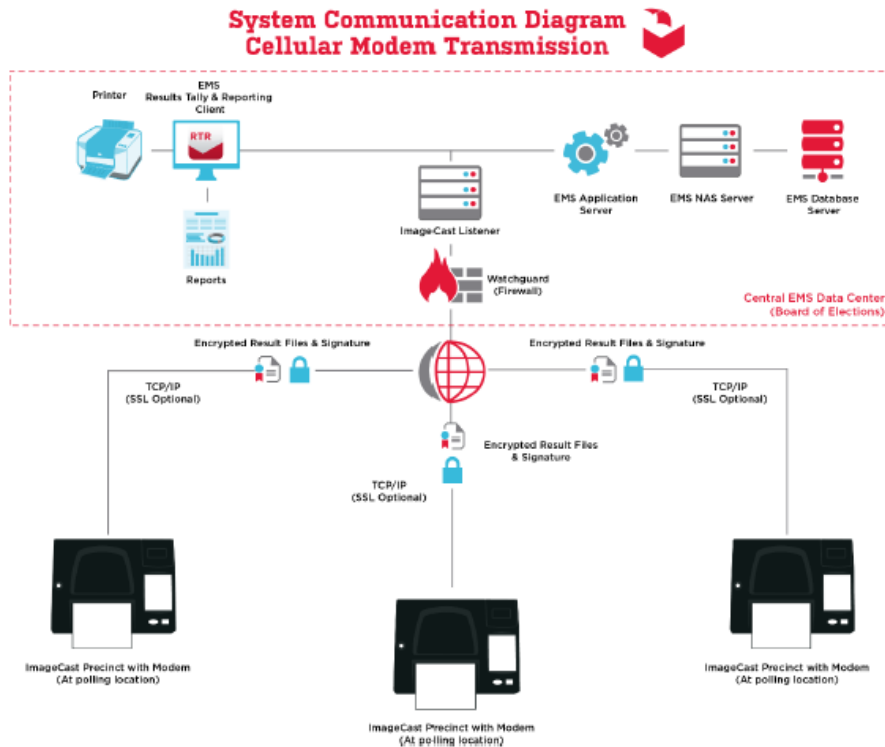 System Communication Diagram
Cellular Modem Transmission
Printer
EMS
Results Tally & Reporting
Client
RTR
Reports
ImageCast Listener
EMS Application
Server
EMS NAS Server
EMS Database
Server
Watchguard
(Firewall)
Central EMS Data Center
(Board of Elections)
Encrypted Result Files & Signature
Encrypted Result Files & Signature
TCP/IP
(SSL Optional)
TCP/IP
(SSL Optional)
Encrypted Result Files
& Signature
TCP/IP
(SSL Optional)
ImageCast Precinct with Modem
(At polling location)
ImageCast Precinct with Modem
(At polling location)
ImageCast Precinct with Modem
(At polling location)